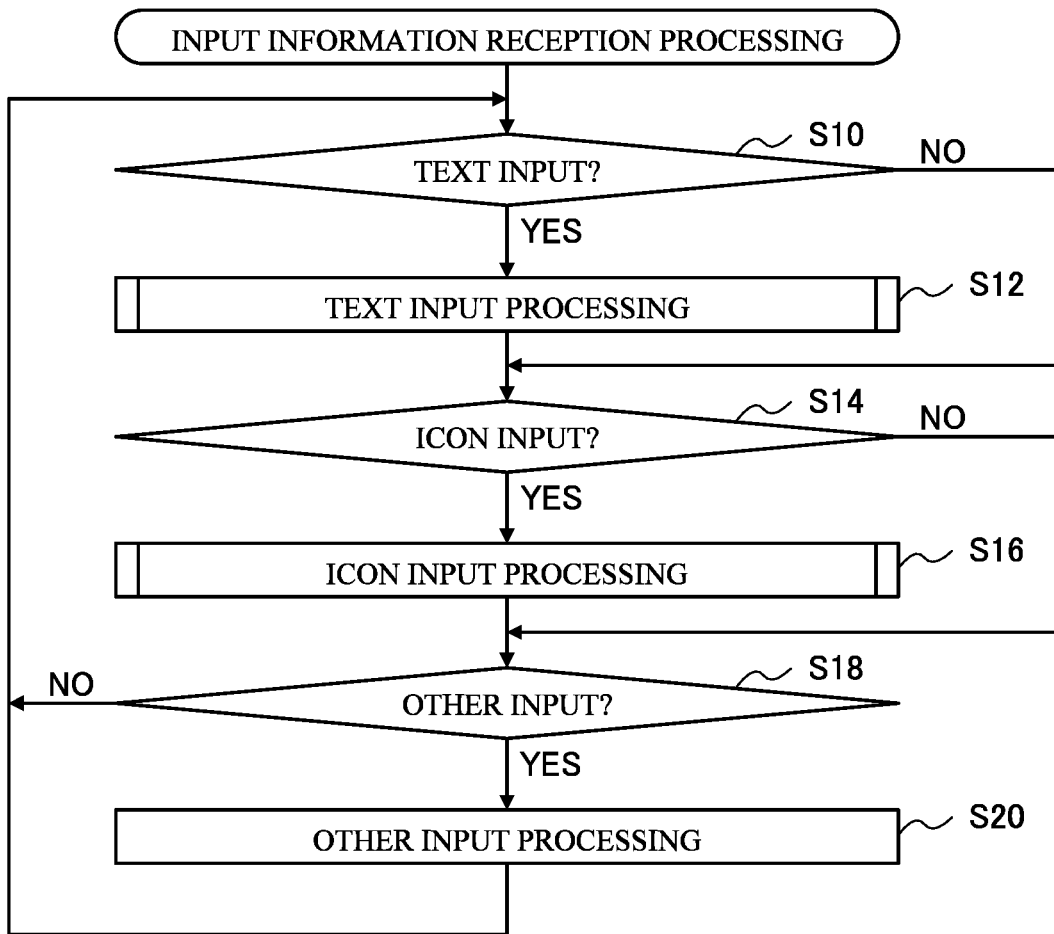 INPUT INFORMATION RECEPTION PROCESSING
S10
TEXT INPUT?
NO
YES
S12
TEXT INPUT PROCESSING
S14
ICON INPUT?
NO
YES
S16
ICON INPUT PROCESSING
S18
NO
OTHER INPUT?
YES
S20
OTHER INPUT PROCESSING